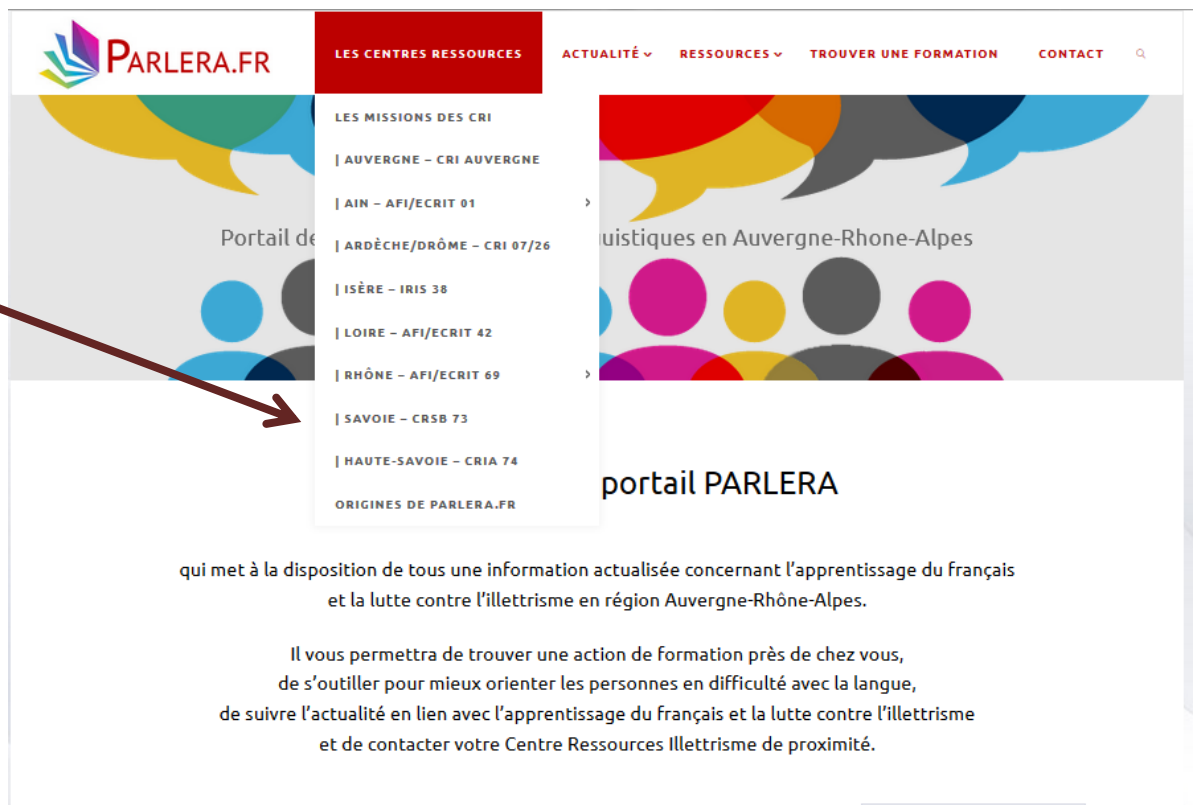 PARLERA.FR
LES CENTRES RESSOURCES
ACTUALITÉ
RESSOURCES
TROUVER UNE FORMATION
CONTACT
LES MISSIONS DES CRI
| AUVERGNE – CRI AUVERGNE
| AIN – AFI/ECRIT 01
| ARDÈCHE/DRÔME – CRI 07/26
| ISÈRE – IRIS 38
| LOIRE – AFI/ECRIT 42
| RHÔNE – AFI/ECRIT 69
| SAVOIE – CRSB 73
| HAUTE-SAVOIE – CRIA 74
ORIGINES DE PARLERA.FR
Portail de uistiques en Auvergne-Rhone-Alpes
portail PARLERA
qui met à la disposition de tous une information actualisée concernant l'apprentissage du français
et la lutte contre l'illettrisme en région Auvergne-Rhône-Alpes.
Il vous permettra de trouver une action de formation près de chez vous,
de s'outiller pour mieux orienter les personnes en difficulté avec la langue,
de suivre l'actualité en lien avec l'apprentissage du français et la lutte contre l'illettrisme
et de contacter votre Centre Ressources Illettrisme de proximité.